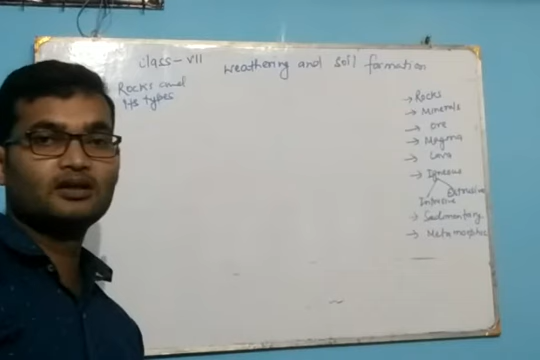 Class-VII
Weathering and Soil formation
Rocks and
its types
→ Rocks
→ Minerals
→ Ore
→ Magma
→ Lava
→ Igneous
Extrusive
Intrusive
→ Sedimentary
→ Metamorphic